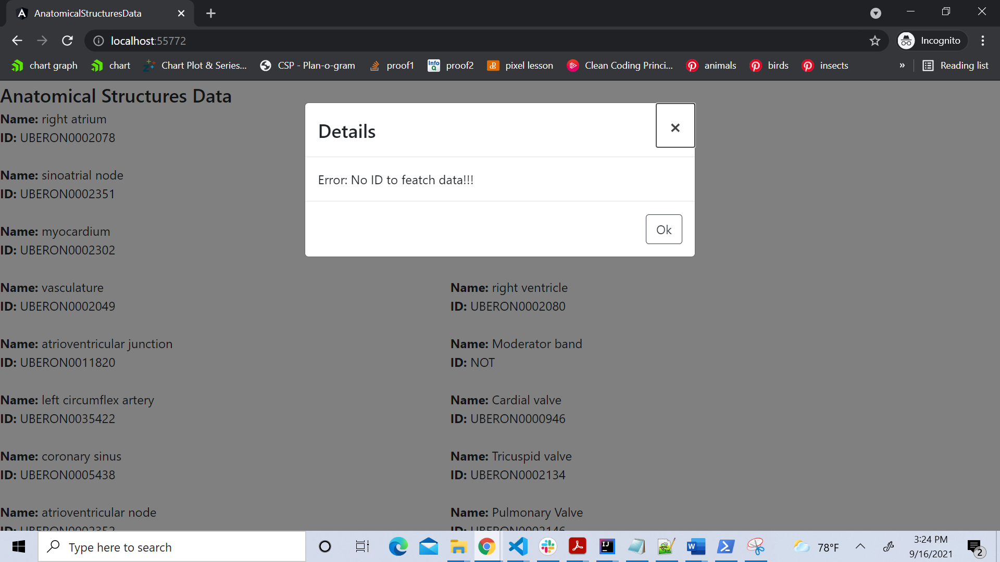 AnatomicalStructuresData
localhost:55772
Incognito
chart graph chart Chart Plot & Series... CSP - Plan-o-gram proof1 Info Q proof2 pixel lesson Clean Coding Princi... animals birds insects » Reading list
Anatomical Structures Data
Name: right atrium
ID: UBERON0002078
Name: sinoatrial node
ID: UBERON0002351
Name: myocardium
ID: UBERON0002302
Name: vasculature
ID: UBERON0002049
Name: atrioventricular junction
ID: UBERON0011820
Name: left circumflex artery
ID: UBERON0035422
Name: coronary sinus
ID: UBERON0005438
Name: atrioventricular node
ID: UBERON0002352
Details
Error: No ID to featch data!!!
Ok
Name: right ventricle
ID: UBERON0002080
Name: Moderator band
ID: NOT
Name: Cardial valve
ID: UBERON0000946
Name: Tricuspid valve
ID: UBERON0002134
Name: Pulmonary Valve
ID: UBERON0002146
Type here to search
78°F
3:24 PM
9/16/2021
2